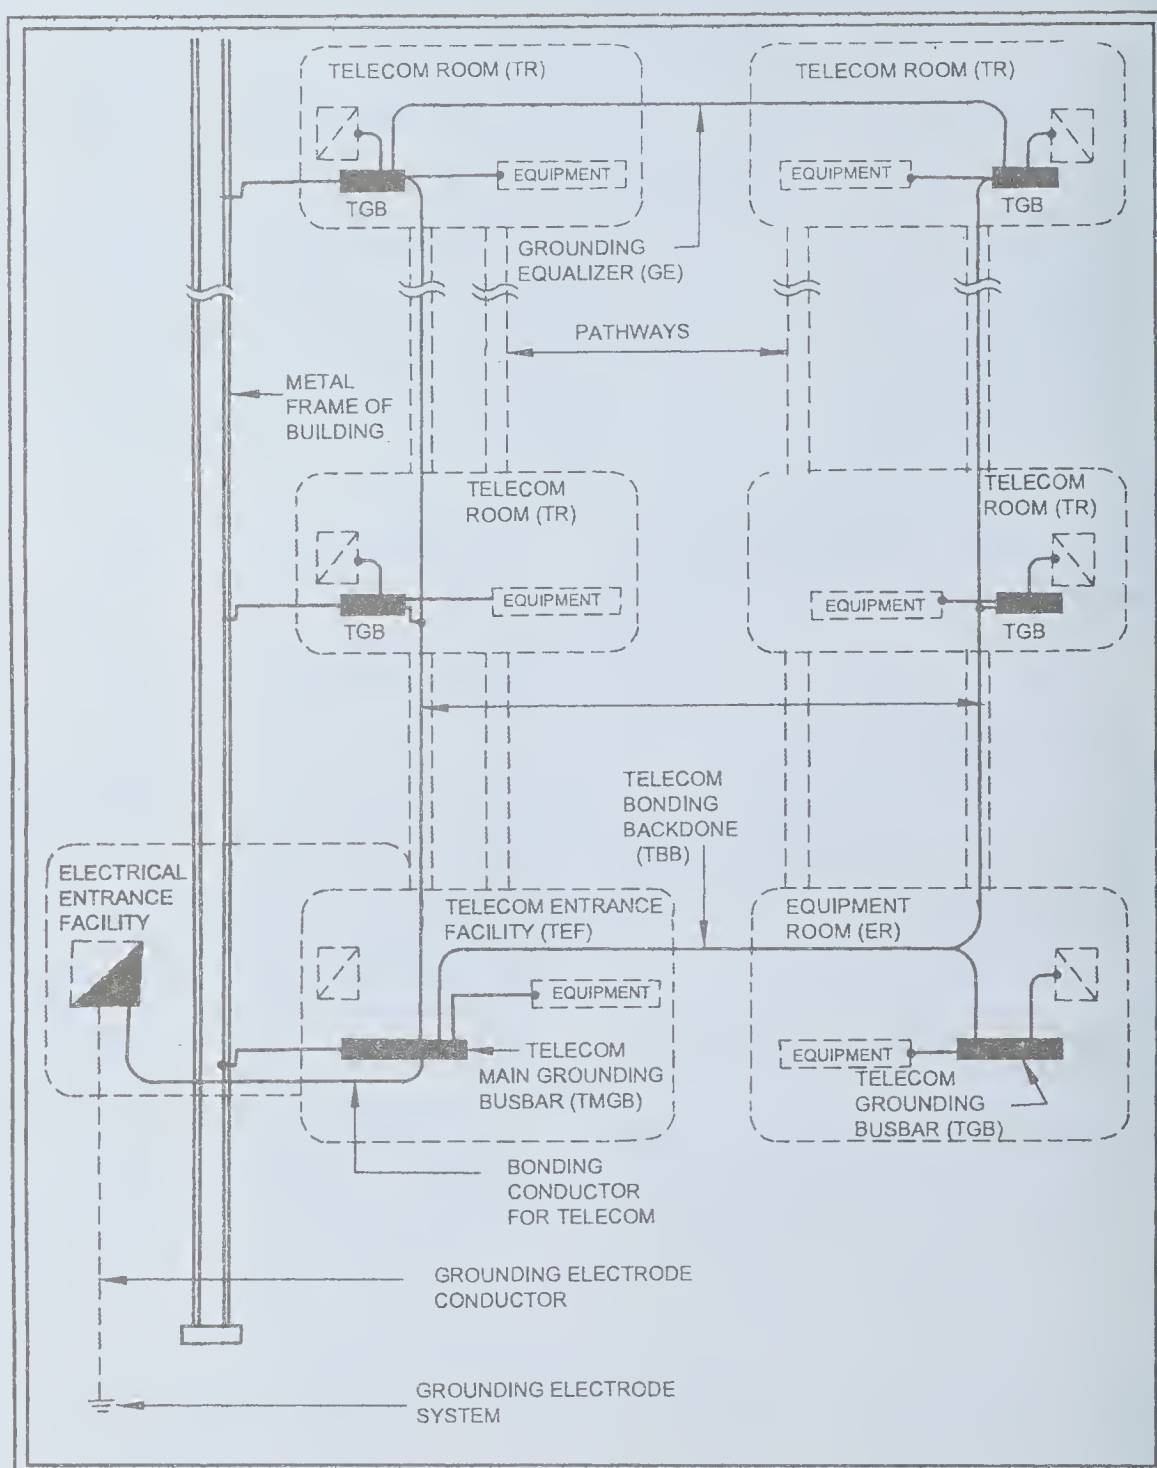 TELECOM ROOM (TR)
TELECOM ROOM (TR)
EQUIPMENT
EQUIPMENT
TGB
TGB
GROUNDING
EQUALIZER (GE)
PATHWAYS
METAL
FRAME OF
BUILDING
TELECOM
ROOM (TR)
TELECOM
ROOM (TR)
EQUIPMENT
EQUIPMENT
TGB
TGB
TELECOM
BONDING
BACKDONE
(TBB)
ELECTRICAL
ENTRANCE
FACILITY
TELECOM ENTRANCE
FACILITY (TEF)
EQUIPMENT
ROOM (ER)
EQUIPMENT
EQUIPMENT
TELECOM
MAIN GROUNDING
BUSBAR (TMGB)
TELECOM
GROUNDING
BUSBAR (TGB)
BONDING
CONDUCTOR
FOR TELECOM
GROUNDING ELECTRODE
CONDUCTOR
GROUNDING ELECTRODE
SYSTEM